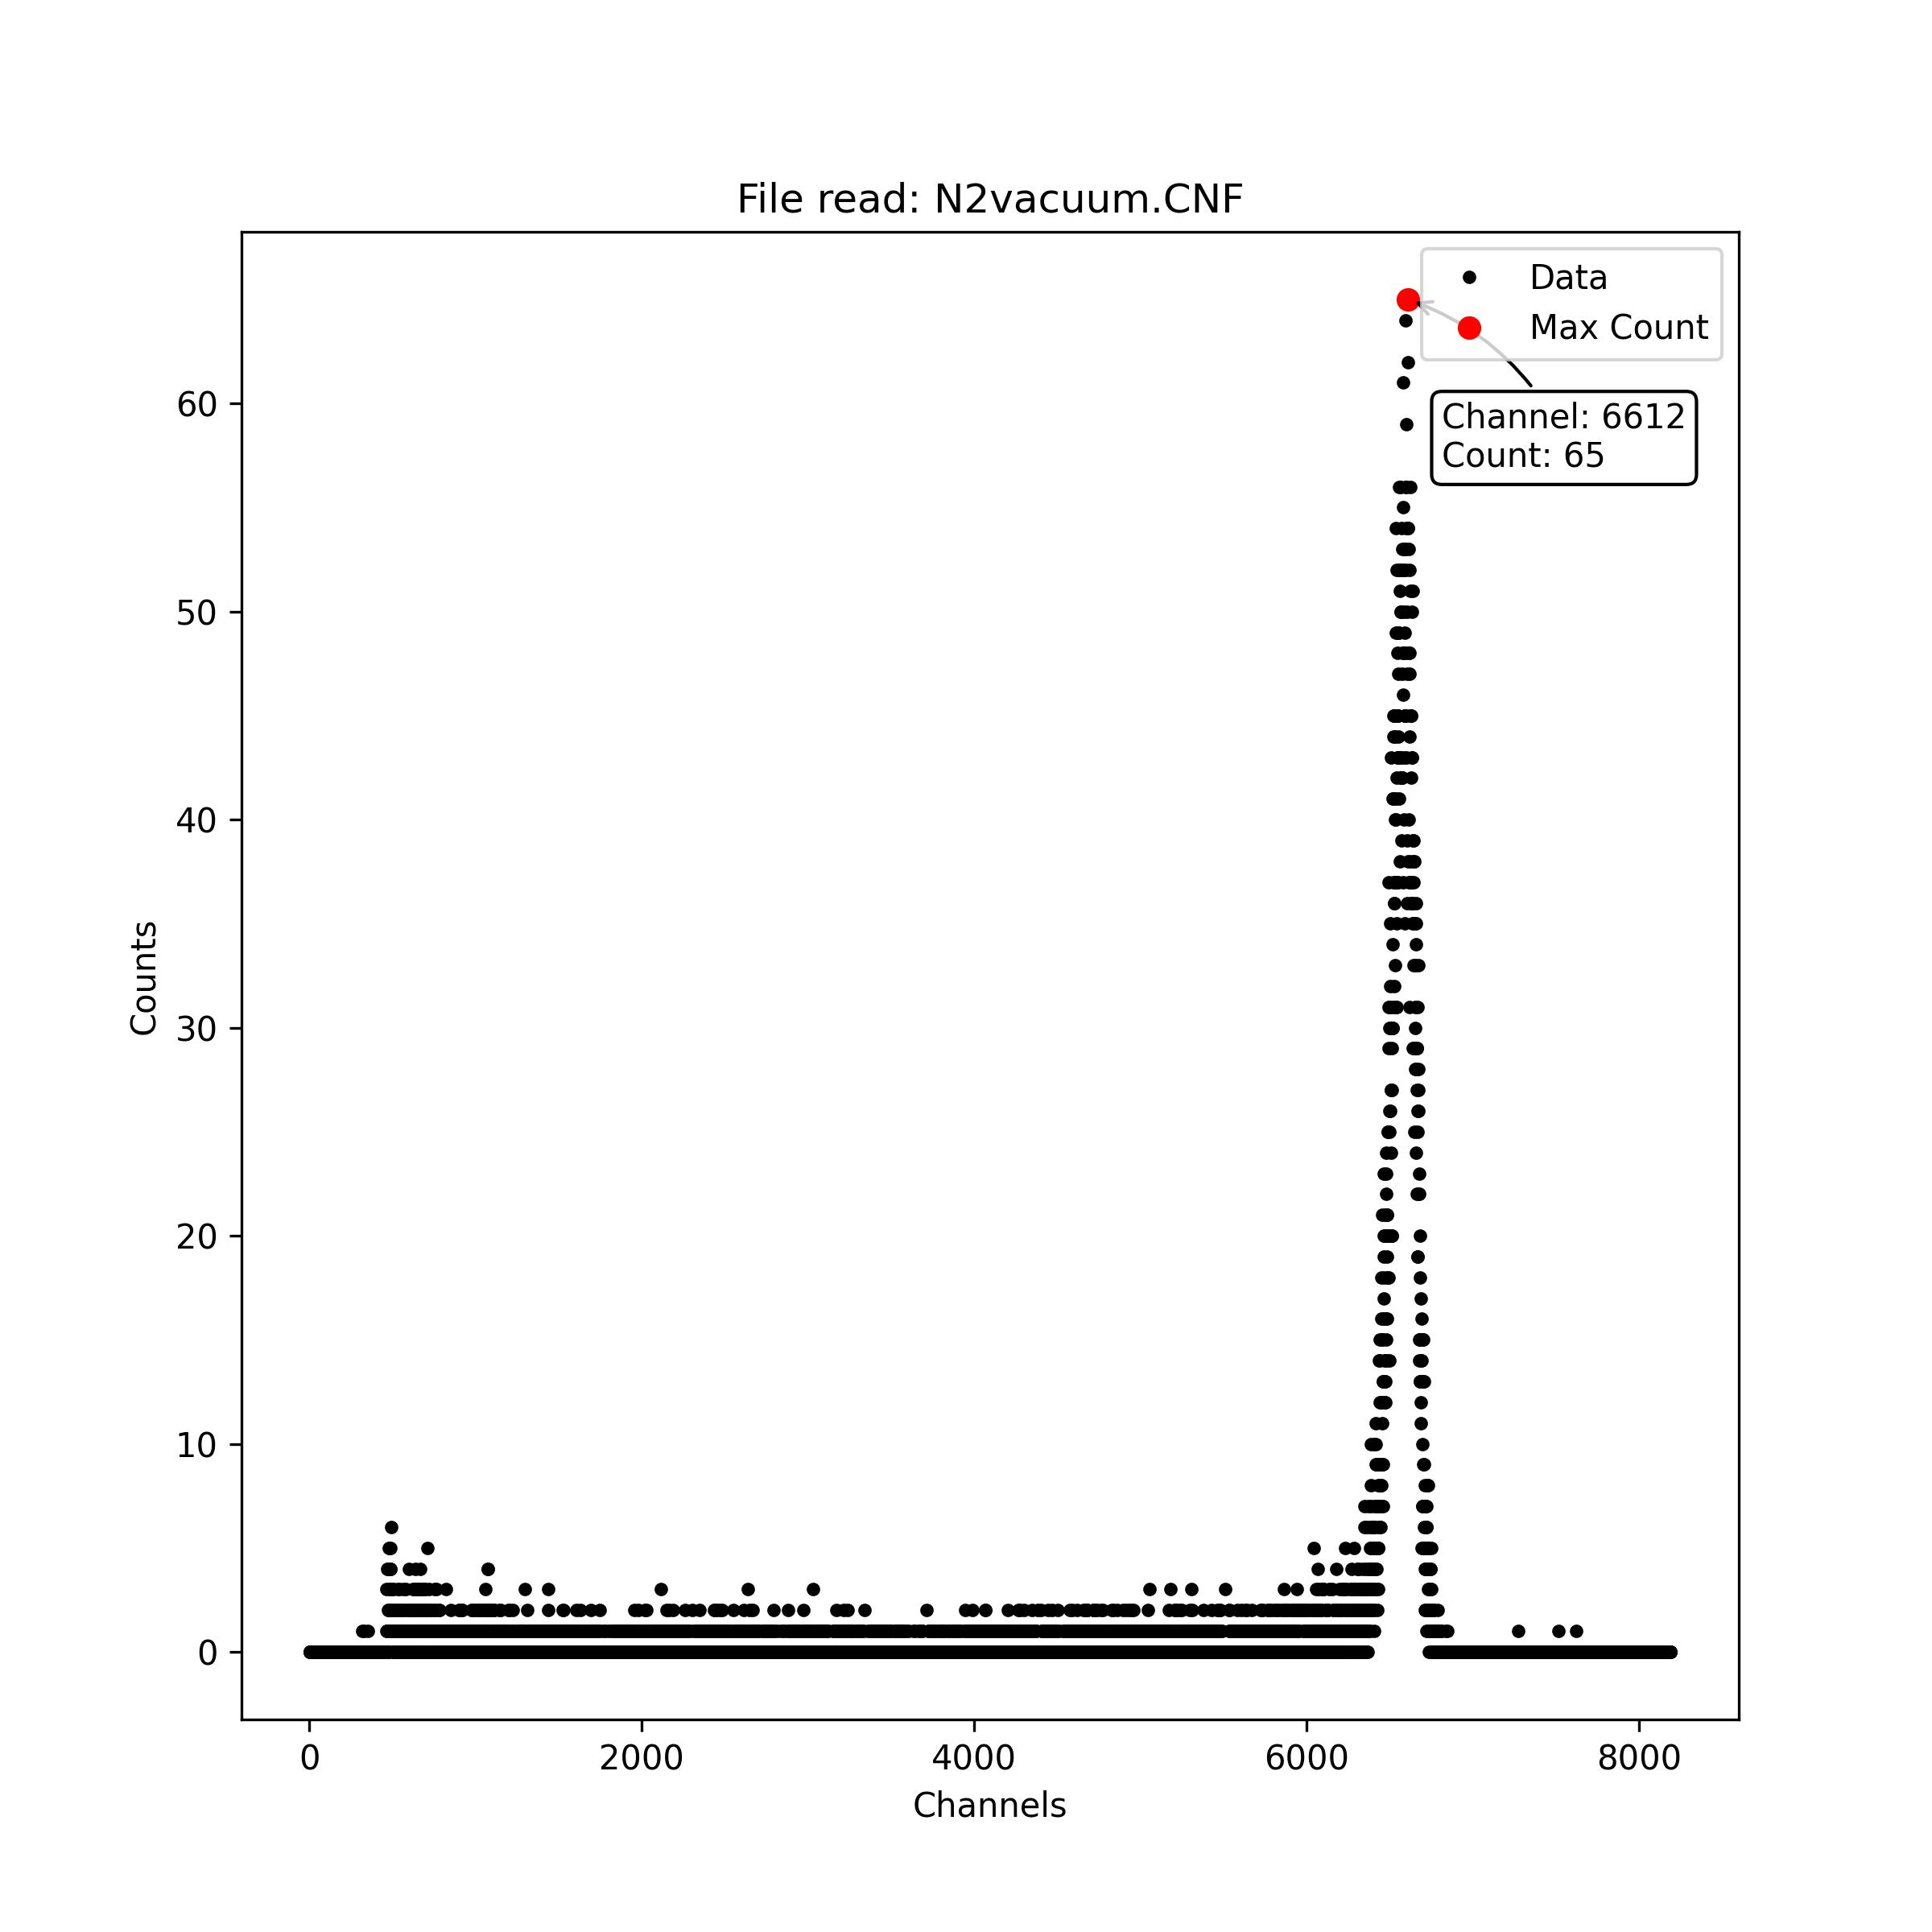 File read: N2vacuum.CNF
Data
Max Count
Channel: 6612
Count: 65
Counts
60
50
40
30
20
10
0
0 2000 4000 6000 8000
Channels